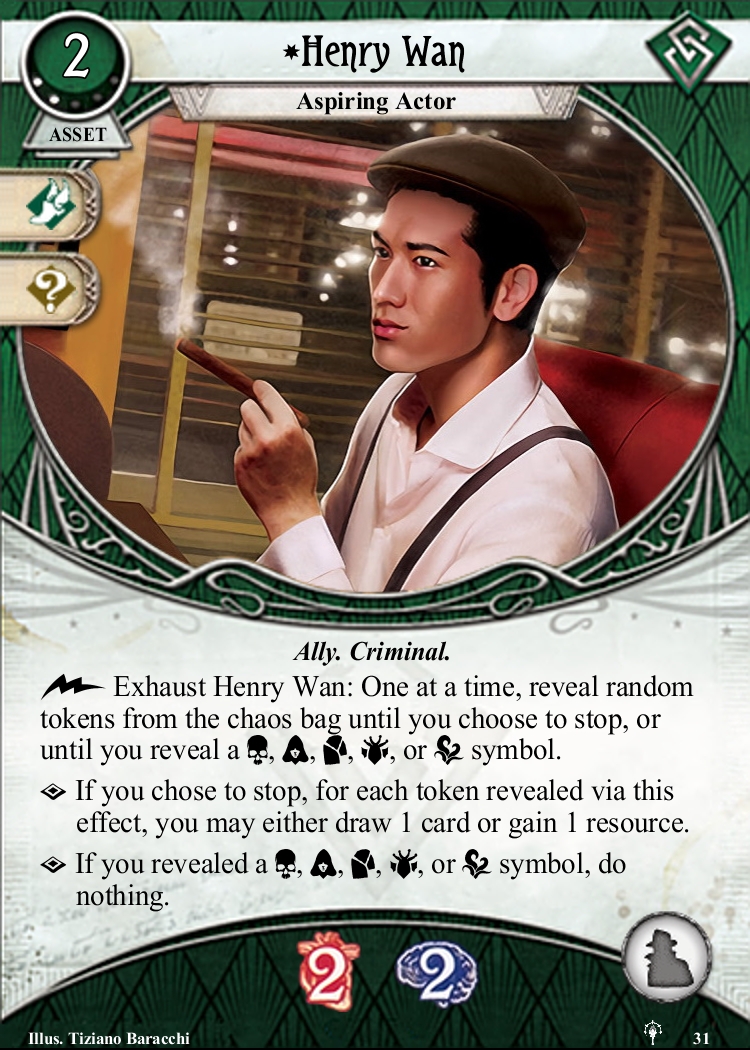 2
*Henry Wan
Aspiring Actor
ASSET
?
Ally. Criminal.
Exhaust Henry Wan: One at a time, reveal random
tokens from the chaos bag until you choose to stop, or
until you reveal a , , , , or symbol.
If you chose to stop, for each token revealed via this
effect, you may either draw 1 card or gain 1 resource.
If you revealed a , , , , or symbol, do
nothing.
2 2
Illus. Tiziano Baracchi 31